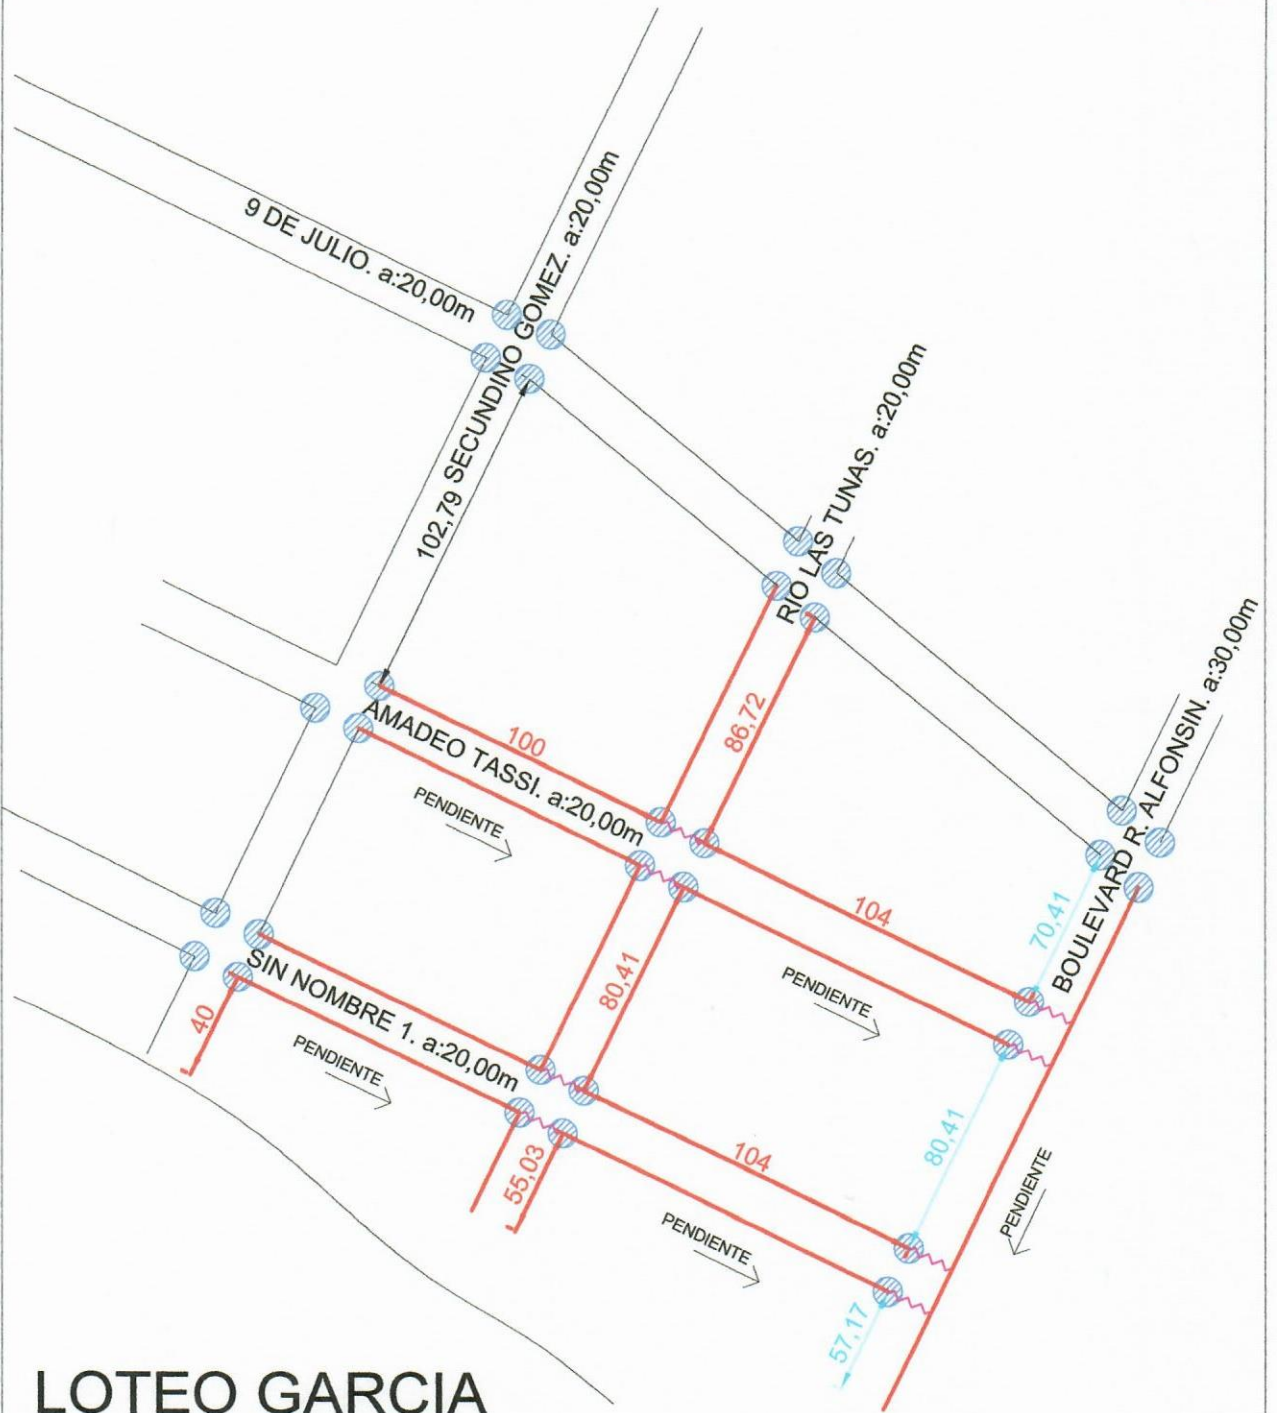 9 DE JULIO. a:20,00m
SECUNDINO GOMEZ. a:20,00m
102,79
RIO LAS TUNAS. a:20,00m
BOULEVARD R. ALFONSIN. a:30,00m
86,72
100
AMADEO TASSI. a:20,00m
PENDIENTE
104
70,41
80,41
PENDIENTE
SIN NOMBRE 1. a:20,00m
40
PENDIENTE
104
80,41
PENDIENTE
55,03
PENDIENTE
57,17
LOTEO GARCIA